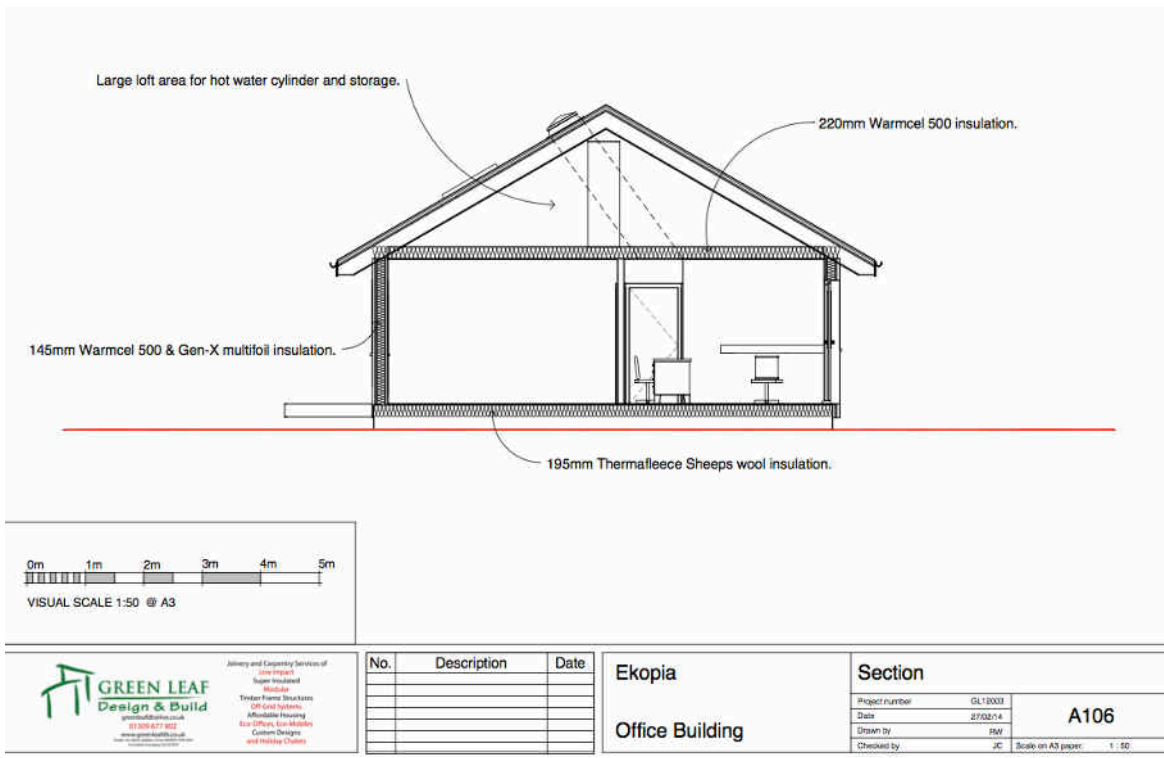 Large loft area for hot water cylinder and storage.
220mm Warmcel 500 insulation.
145mm Warmcel 500 & Gen-X multifoil insulation.
195mm Thermafleece Sheeps wool insulation.
0m 1m 2m 3m 4m 5m
VISUAL SCALE 1:50 @ A3
GREEN LEAF
Design & Build
01309 677 802
Joinery and Carpentry Services of
Low Impact
Super Insulated
Modular
Timber Frame Structures
Off Grid Systems
Affordable Housing
Eco Offices, Eco-Mobiles
Custom Designs
and Holiday Chalets
No. Description Date
Ekopia
Office Building
Section
Project number GL12003
Date 27/02/14
Drawn by RW
Checked by JC
A106
Scale on A3 paper: 1 : 50